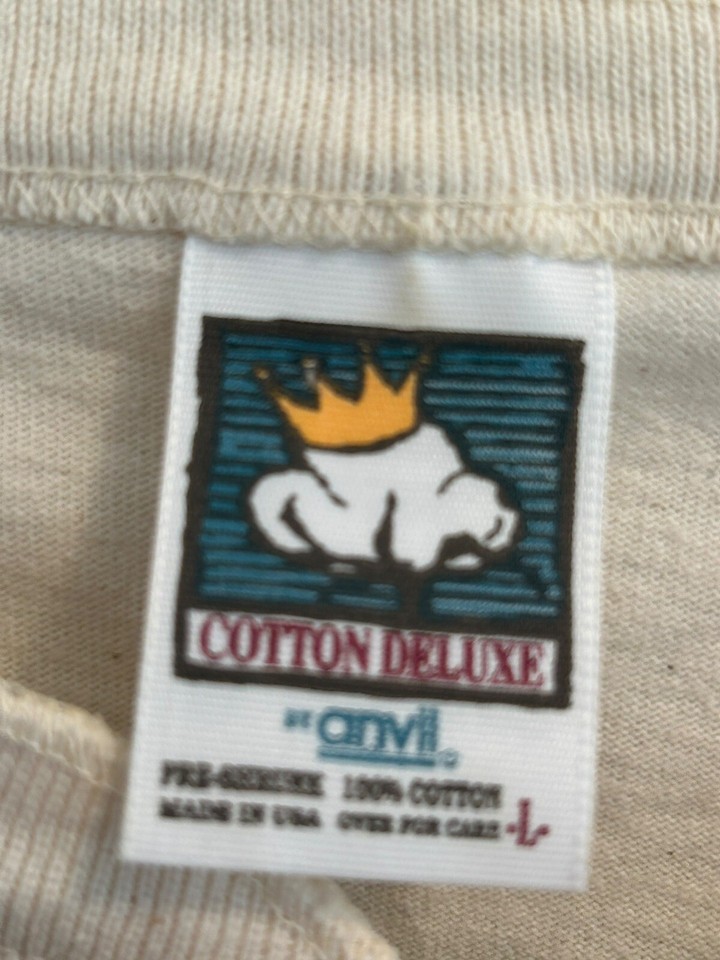 COTTON DELUXE
BY anvil
PRE-SHRUNK 100% COTTON
MADE IN USA OVER FOR CARE -L-